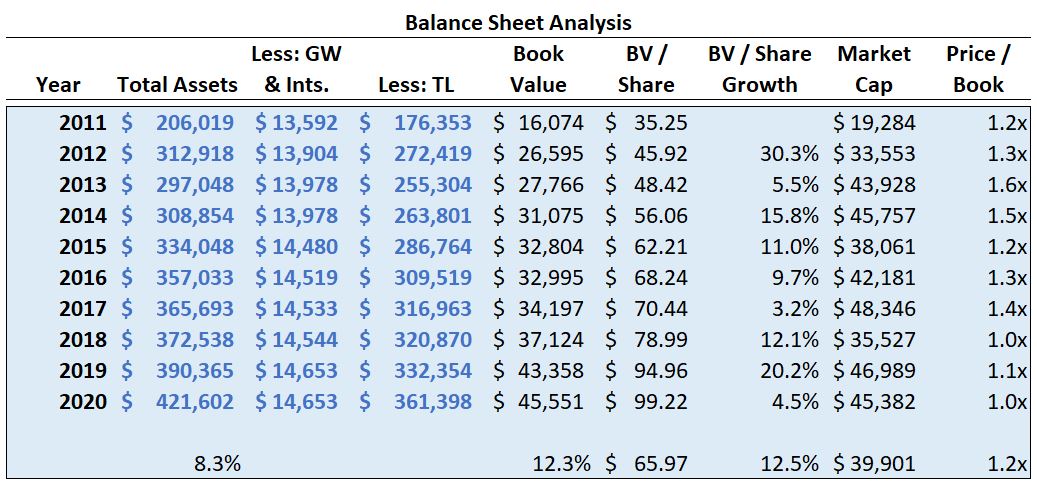 Balance Sheet Analysis
Less: GW Book BV / BV / Share Market Price /
Year Total Assets & Ints. Less: TL Value Share Growth Cap Book
2011 $ 206,019 $ 13,592 $ 176,353 $ 16,074 $ 35.25 $ 19,284 1.2x
2012 $ 312,918 $ 13,904 $ 272,419 $ 26,595 $ 45.92 30.3% $ 33,553 1.3x
2013 $ 297,048 $ 13,978 $ 255,304 $ 27,766 $ 48.42 5.5% $ 43,928 1.6x
2014 $ 308,854 $ 13,978 $ 263,801 $ 31,075 $ 56.06 15.8% $ 45,757 1.5x
2015 $ 334,048 $ 14,480 $ 286,764 $ 32,804 $ 62.21 11.0% $ 38,061 1.2x
2016 $ 357,033 $ 14,519 $ 309,519 $ 32,995 $ 68.24 9.7% $ 42,181 1.3x
2017 $ 365,693 $ 14,533 $ 316,963 $ 34,197 $ 70.44 3.2% $ 48,346 1.4x
2018 $ 372,538 $ 14,544 $ 320,870 $ 37,124 $ 78.99 12.1% $ 35,527 1.0x
2019 $ 390,365 $ 14,653 $ 332,354 $ 43,358 $ 94.96 20.2% $ 46,989 1.1x
2020 $ 421,602 $ 14,653 $ 361,398 $ 45,551 $ 99.22 4.5% $ 45,382 1.0x
8.3% 12.3% $ 65.97 12.5% $ 39,901 1.2x